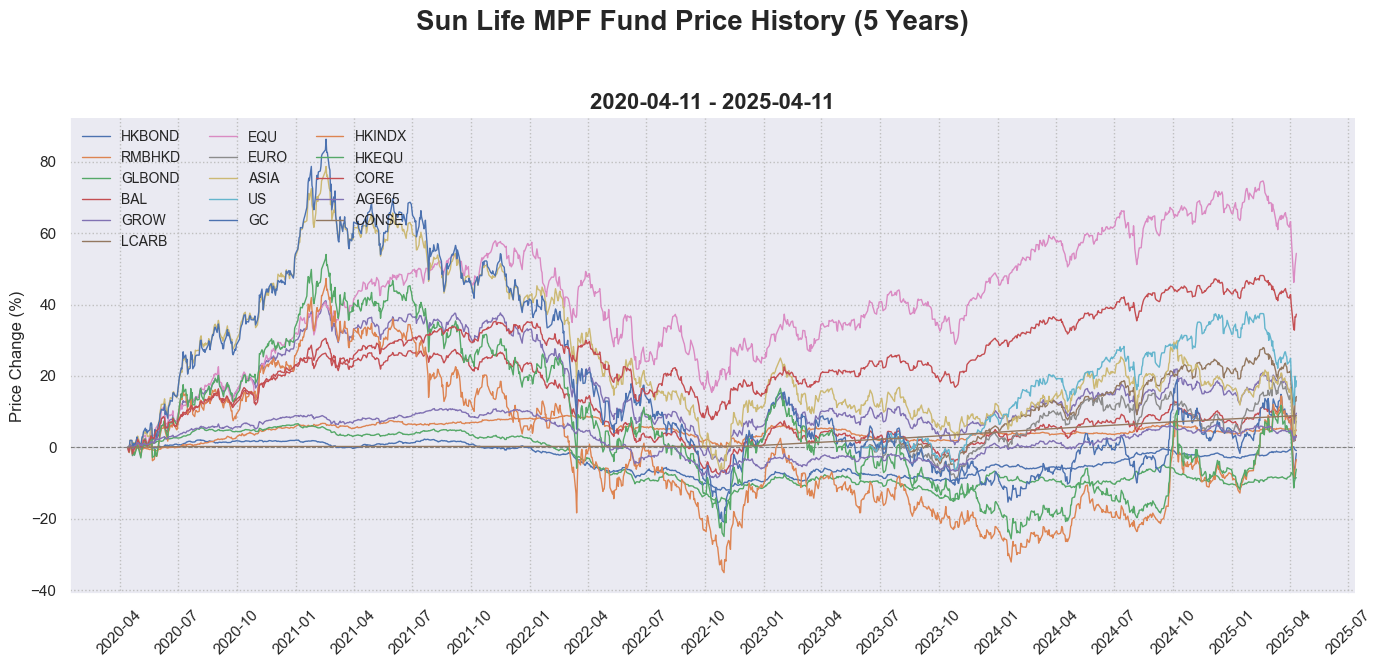 Sun Life MPF Fund Price History (5 Years)
2020-04-11 - 2025-04-11
HKBOND
RMBHKD
GLBOND
BAL
GROW
LCARB
EQU
EURO
ASIA
US
GC
HKINDX
HKEQU
CORE
AGE65
CONSE
Price Change (%)
80
60
40
20
0
−20
−40
2020-04
2020-07
2020-10
2021-01
2021-04
2021-07
2021-10
2022-01
2022-04
2022-07
2022-10
2023-01
2023-04
2023-07
2023-10
2024-01
2024-04
2024-07
2024-10
2025-01
2025-04
2025-07